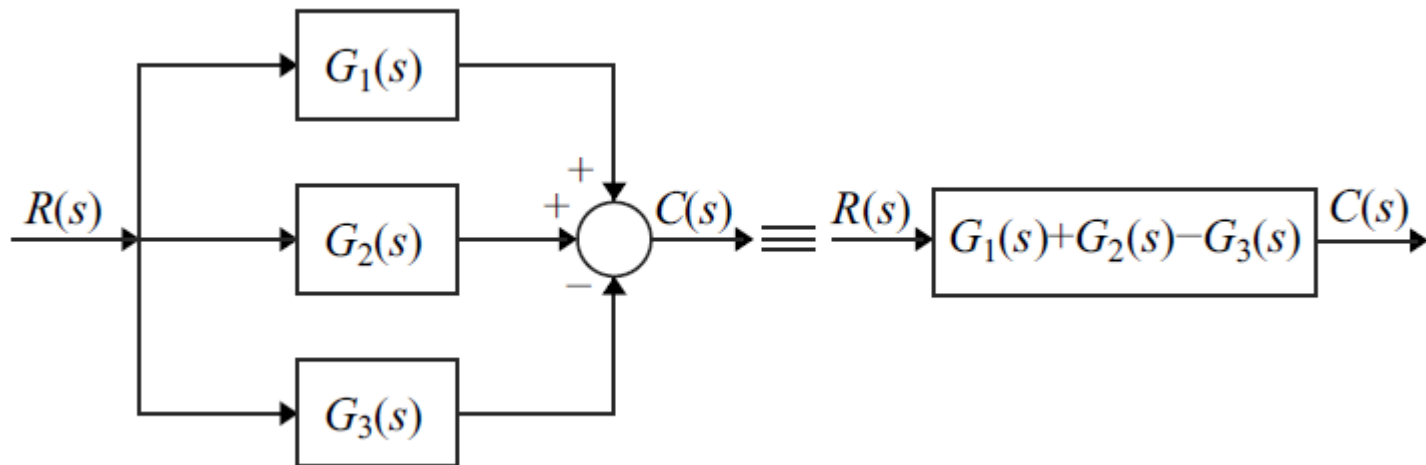 G₁(s)
R(s)
+
+
G₂(s)
C(s)
−
G₃(s)
≡
R(s)
G₁(s)+G₂(s)−G₃(s)
C(s)